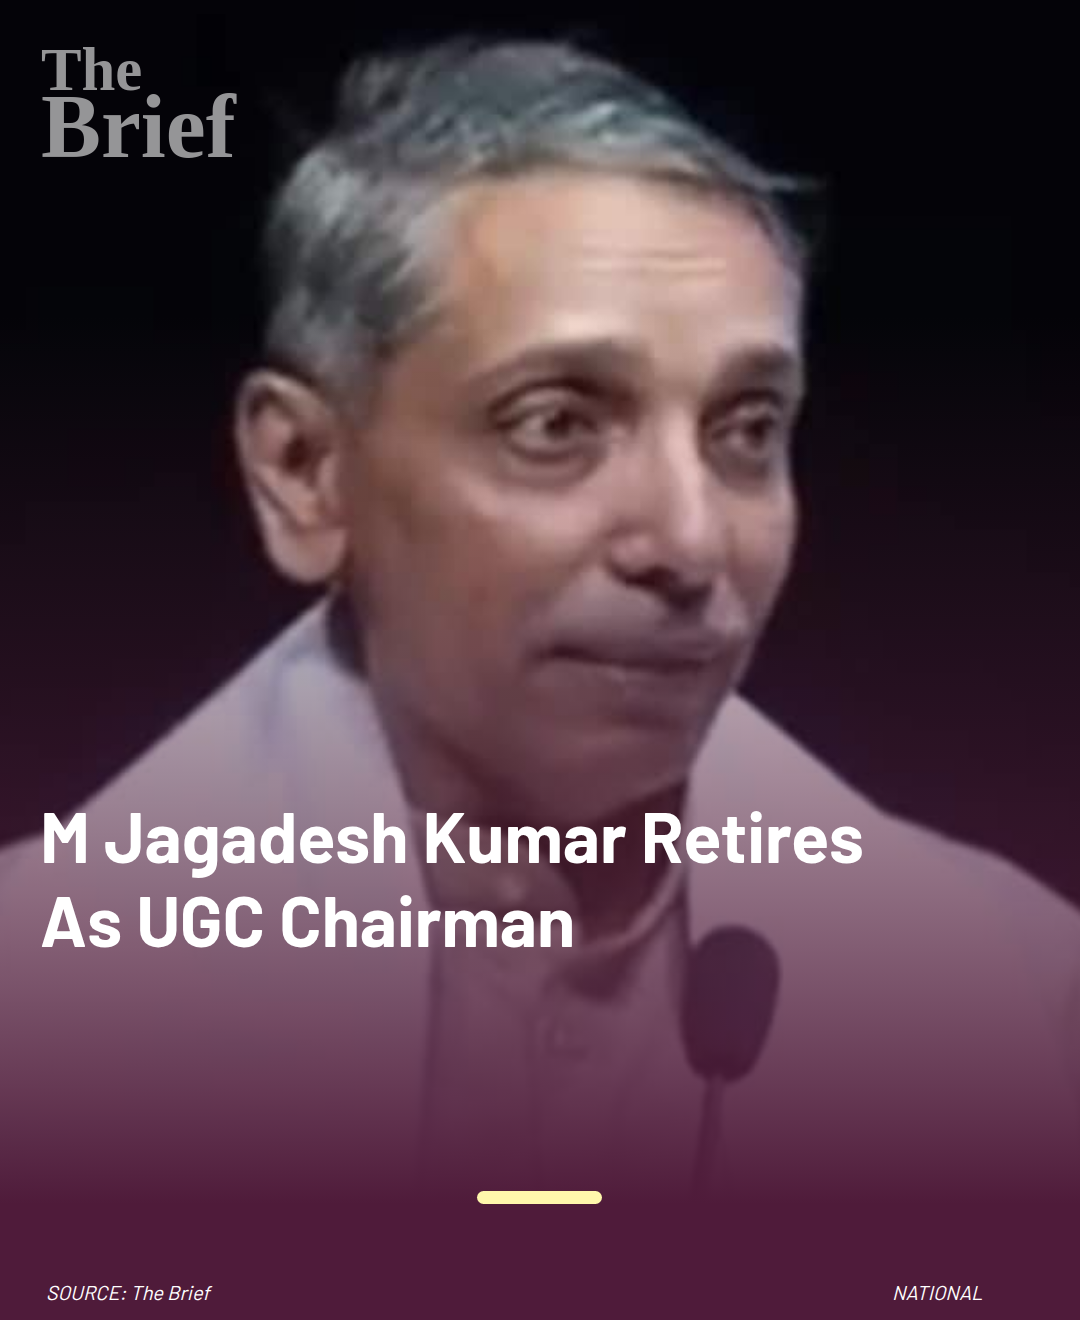 The
Brief
M Jagadesh Kumar Retires
As UGC Chairman
SOURCE: The Brief
NATIONAL